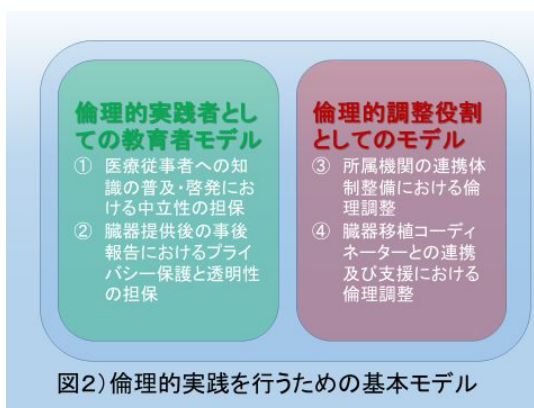 倫理的実践者とし
ての教育者モデル
① 医療従事者への知
識の普及・啓発にお
ける中立性の担保
② 臓器提供後の事後
報告におけるプライ
バシー保護と透明性
の担保
倫理的調整役割
としてのモデル
③ 所属機関の連携体
制整備における倫
理調整
④ 臓器移植コーディ
ネーターとの連携
及び支援における
倫理調整
図2）倫理的実践を行うための基本モデル